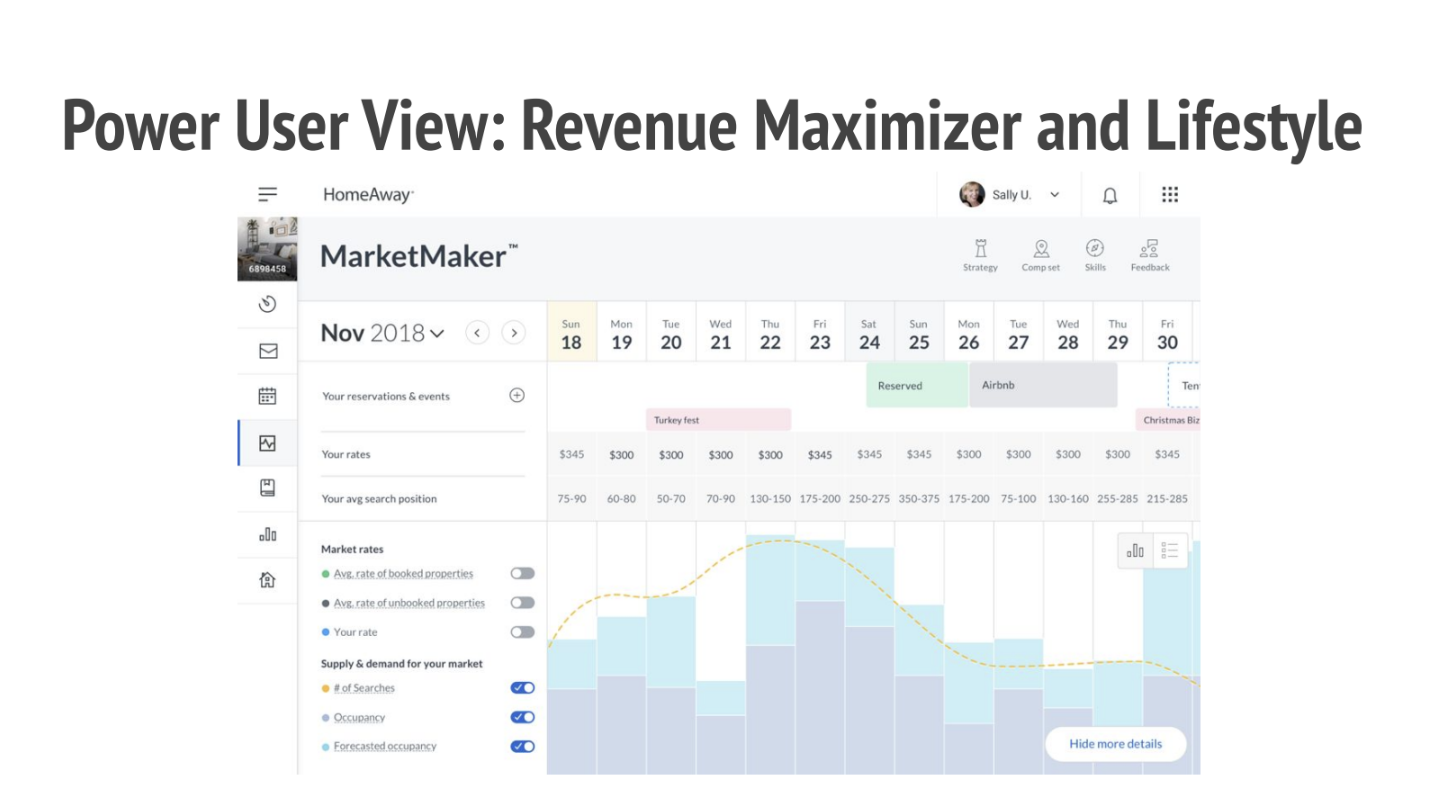 Power User View: Revenue Maximizer and Lifestyle
HomeAway
Sally U.
6898458
MarketMaker™
Strategy
Comp set
Skills
Feedback
Nov 2018
Sun Mon Tue Wed Thu Fri Sat Sun Mon Tue Wed Thu Fri
18 19 20 21 22 23 24 25 26 27 28 29 30
Your reservations & events
Reserved
Airbnb
Ten
Turkey fest
Christmas Biz
Your rates
$345 $300 $300 $300 $300 $345 $345 $345 $300 $300 $300 $300 $345
Your avg search position
75-90 60-80 50-70 70-90 130-150 175-200 250-275 350-375 175-200 75-100 130-160 255-285 215-285
Market rates
Avg. rate of booked properties
Avg. rate of unbooked properties
Your rate
Supply & demand for your market
# of Searches
Occupancy
Forecasted occupancy
Hide more details